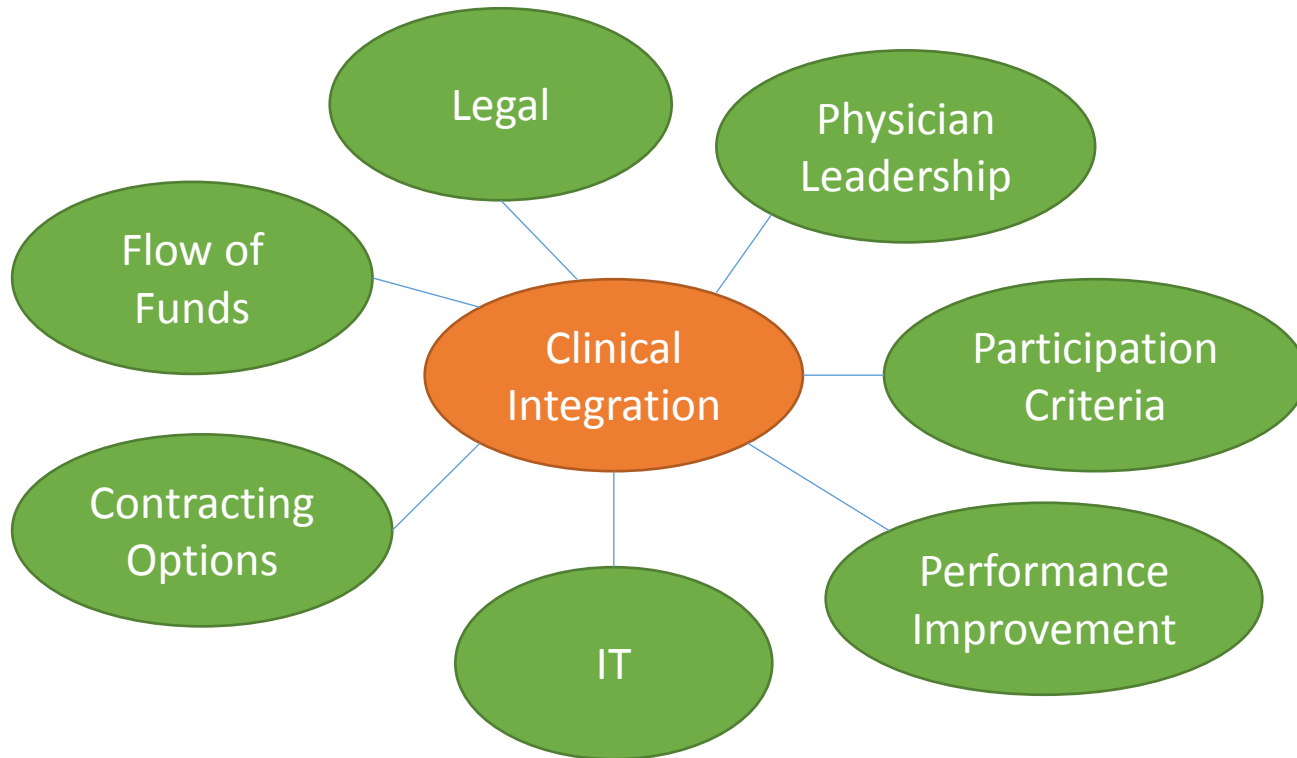 Legal
Physician
Leadership
Flow of
Funds
Clinical
Integration
Participation
Criteria
Contracting
Options
Performance
Improvement
IT